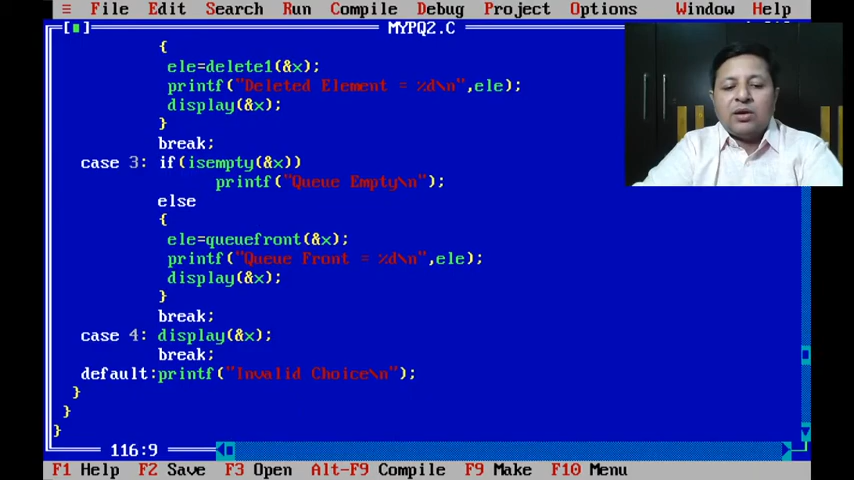 ≡ File Edit Search Run Compile Debug Project Options Window Help
MYPQ2.C
{
ele=delete1(&x);
printf("Deleted Element = %d\n",ele);
display(&x);
}
break;
case 3: if(isempty(&x))
printf("Queue Empty\n");
else
{
ele=queuefront(&x);
printf("Queue Front = %d\n",ele);
display(&x);
}
break;
case 4: display(&x);
break;
default:printf("Invalid Choice\n");
}
}
}
116:9
F1 Help F2 Save F3 Open Alt-F9 Compile F9 Make F10 Menu